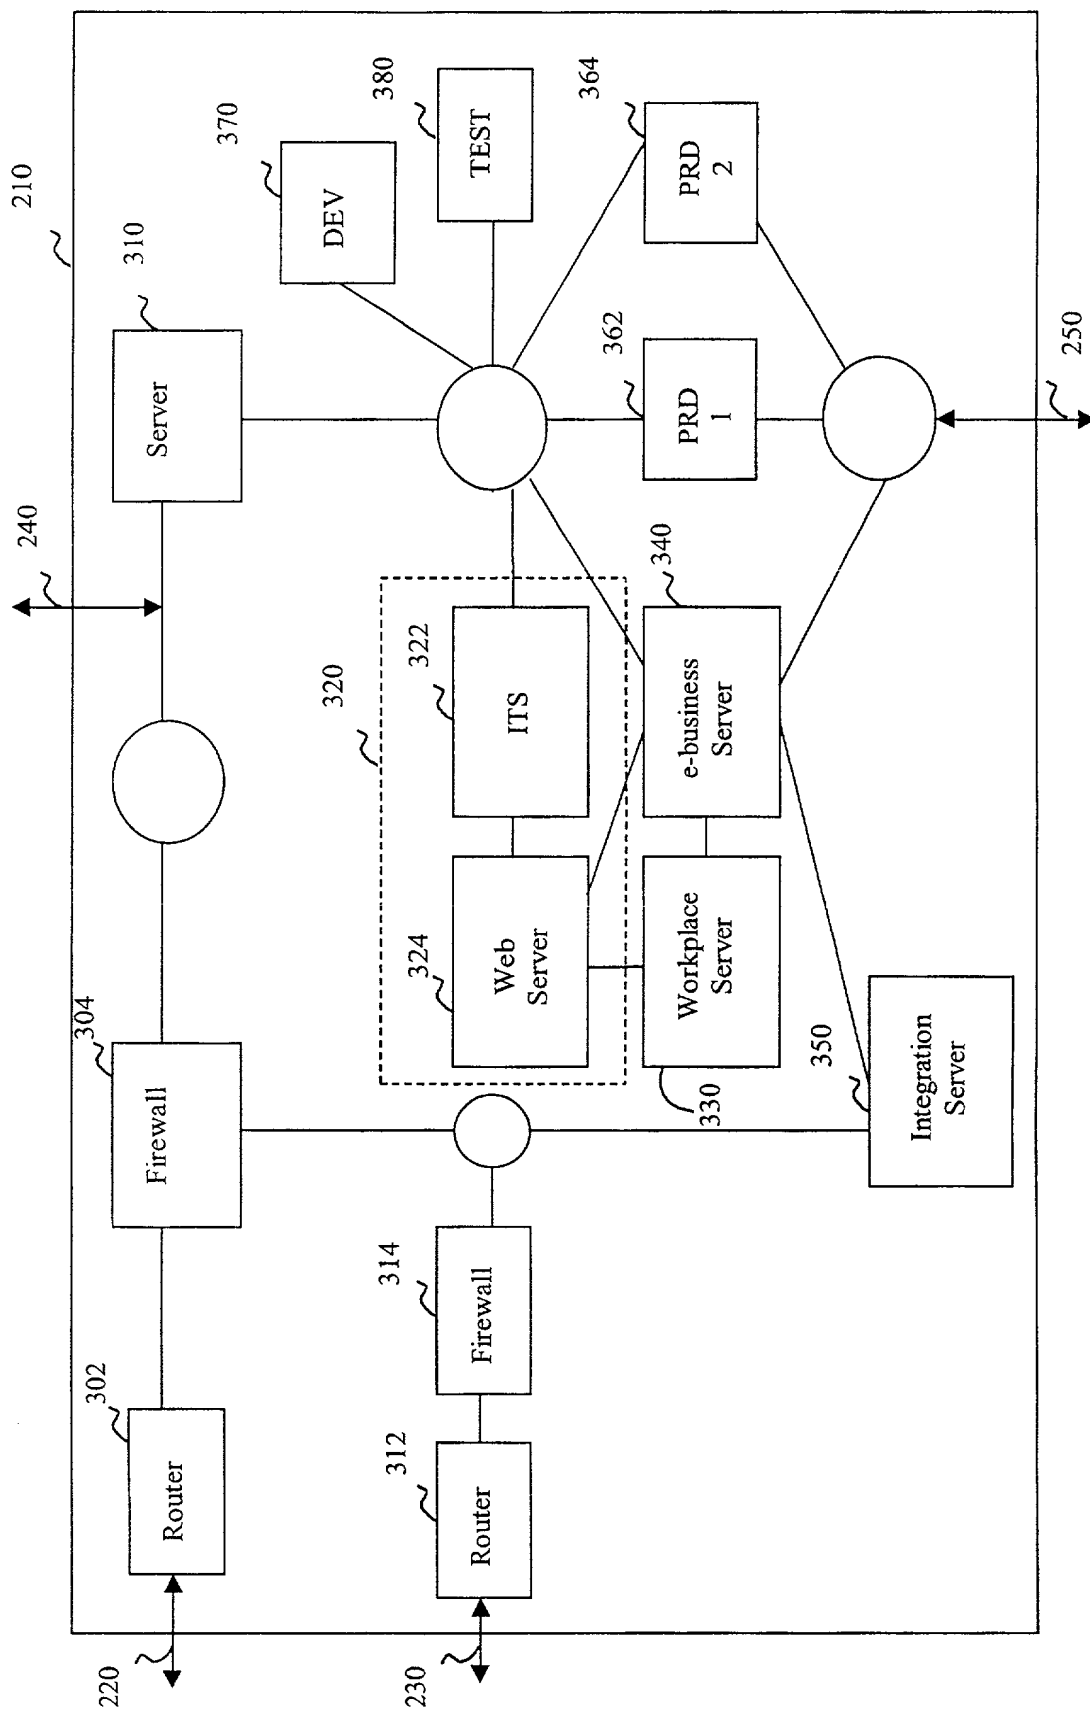 210
240
310
Server
370
DEV
380
TEST
364
PRD
2
362
PRD
1
250
304
Firewall
302
Router
220
320
322
ITS
324
Web
Server
340
e-business
Server
330
Workplace
Server
350
Integration
Server
314
Firewall
312
Router
230